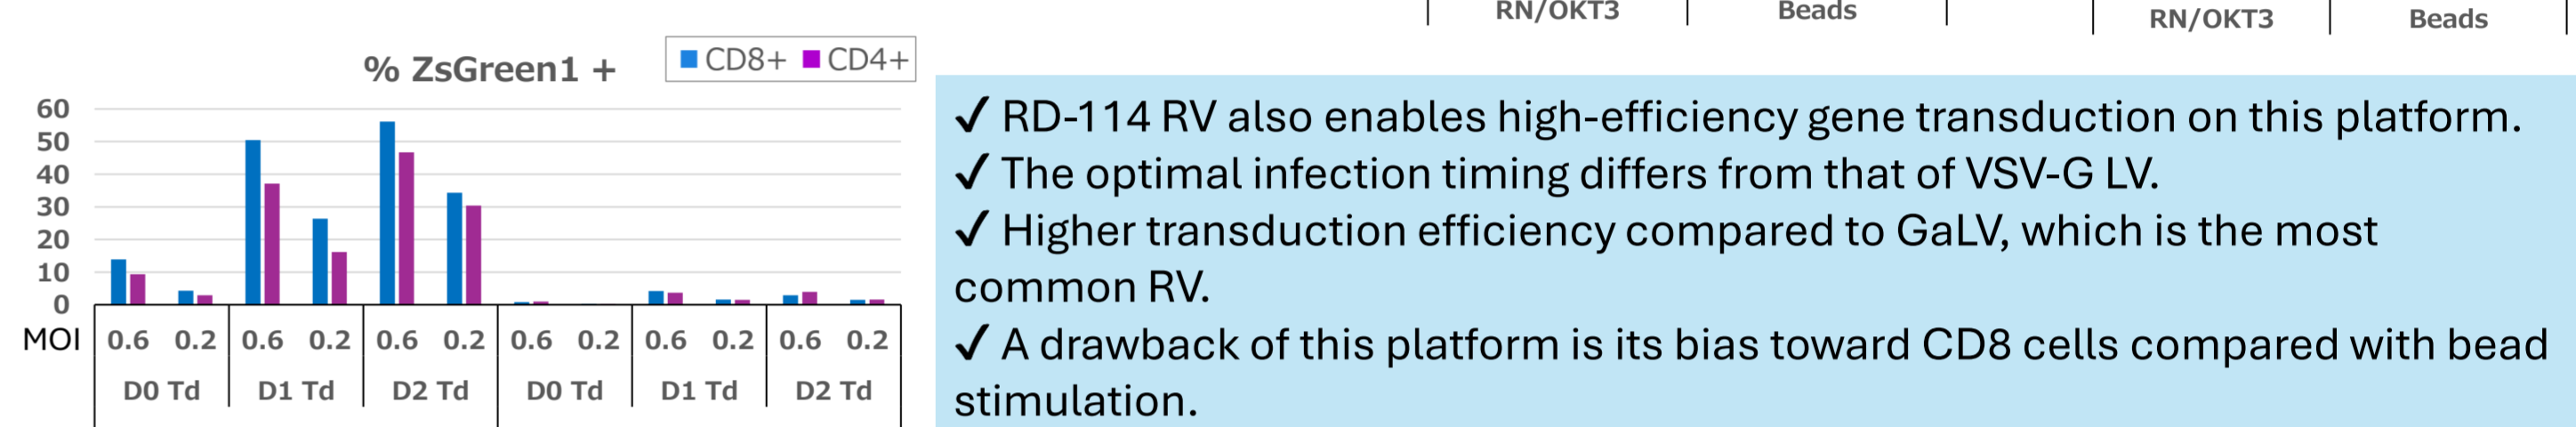 RN/OKT3 Beads RN/OKT3 Beads
% ZsGreen1 +
CD8+ CD4+
60
50
40
30
20
10
0
MOI 0.6 0.2 0.6 0.2 0.6 0.2 0.6 0.2 0.6 0.2 0.6 0.2
D0 Td D1 Td D2 Td D0 Td D1 Td D2 Td
✓ RD-114 RV also enables high-efficiency gene transduction on this platform.
✓ The optimal infection timing differs from that of VSV-G LV.
✓ Higher transduction efficiency compared to GaLV, which is the most
common RV.
✓ A drawback of this platform is its bias toward CD8 cells compared with bead
stimulation.